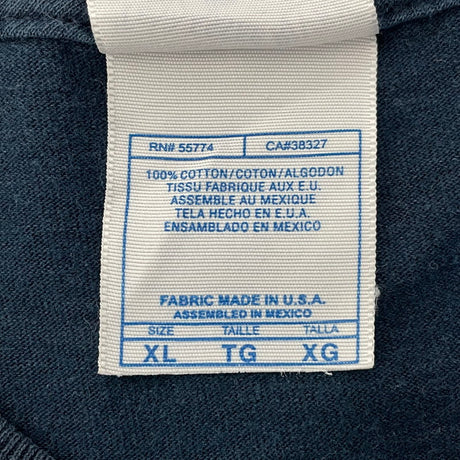 RN# 55774 CA#38327
100% COTTON/COTON/ALGODON
TISSU FABRIQUE AUX E.U.
ASSEMBLE AU MEXIQUE
TELA HECHO EN E.U.A.
ENSAMBLADO EN MEXICO
FABRIC MADE IN U.S.A.
ASSEMBLED IN MEXICO
SIZE TAILLE TALLA
XL TG XG